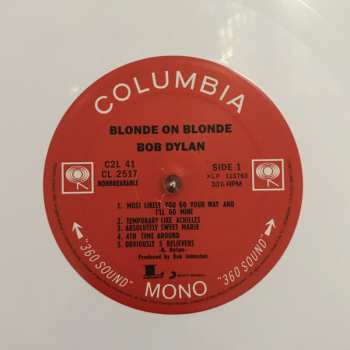 COLUMBIA
BLONDE ON BLONDE
BOB DYLAN
C2L 41
CL 2517
NONBREAKABLE
SIDE 1
XLP 113762
33⅓ RPM
1. MOST LIKELY YOU GO YOUR WAY AND
I'LL GO MINE
2. TEMPORARY LIKE ACHILLES
3. ABSOLUTELY SWEET MARIE
4. 4TH TIME AROUND
5. OBVIOUSLY 5 BELIEVERS
-B. Dylan-
Produced by Bob Johnston
"360 SOUND" MONO "360 SOUND"